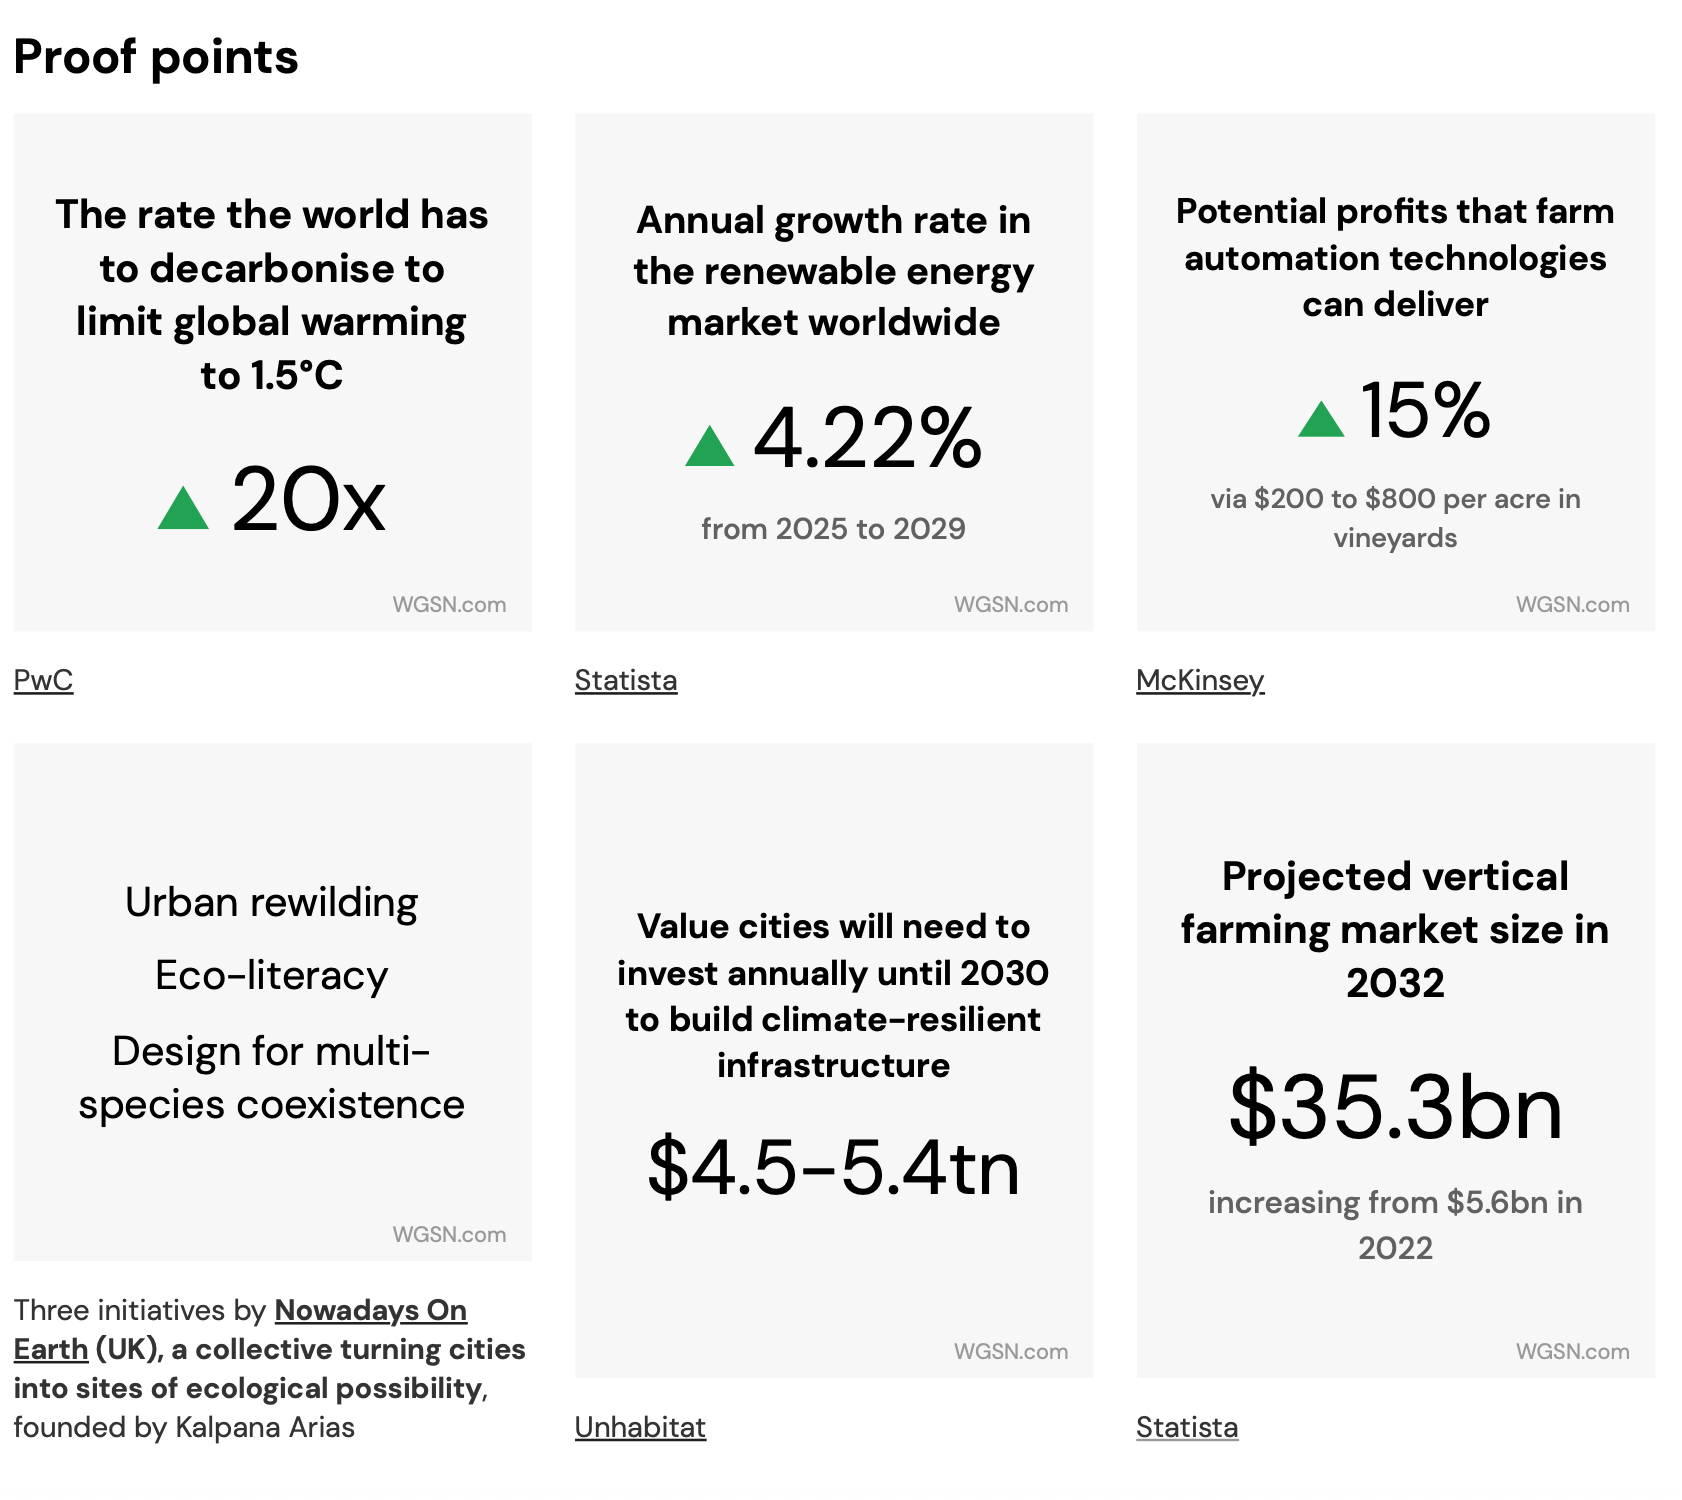 Proof points
The rate the world has
to decarbonise to
limit global warming
to 1.5°C
20x
WGSN.com
PwC
Annual growth rate in
the renewable energy
market worldwide
4.22%
from 2025 to 2029
WGSN.com
Statista
Potential profits that farm
automation technologies
can deliver
15%
via $200 to $800 per acre in
vineyards
WGSN.com
McKinsey
Urban rewilding
Eco-literacy
Design for multi-
species coexistence
WGSN.com
Three initiatives by Nowadays On
Earth (UK), a collective turning cities
into sites of ecological possibility,
founded by Kalpana Arias
Value cities will need to
invest annually until 2030
to build climate-resilient
infrastructure
$4.5-5.4tn
WGSN.com
Unhabitat
Projected vertical
farming market size in
2032
$35.3bn
increasing from $5.6bn in
2022
WGSN.com
Statista